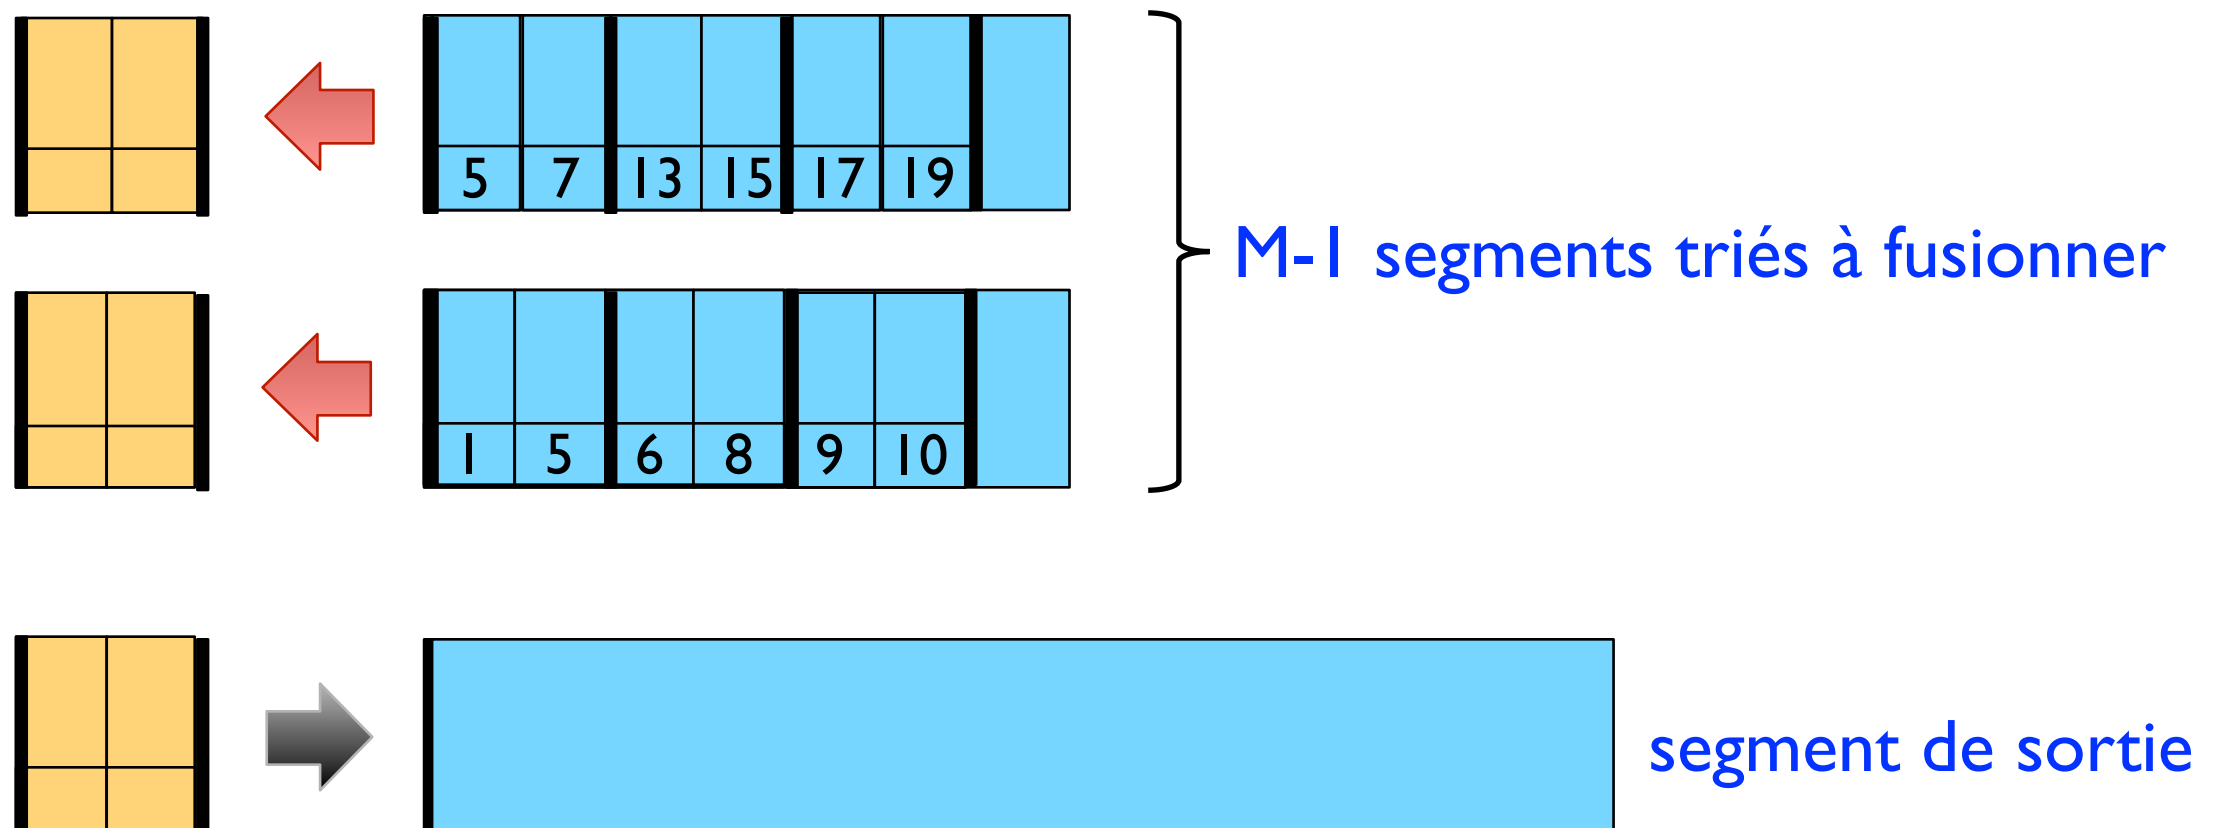 5 7 13 15 17 19
M-1 segments triés à fusionner
1 5 6 8 9 10
segment de sortie